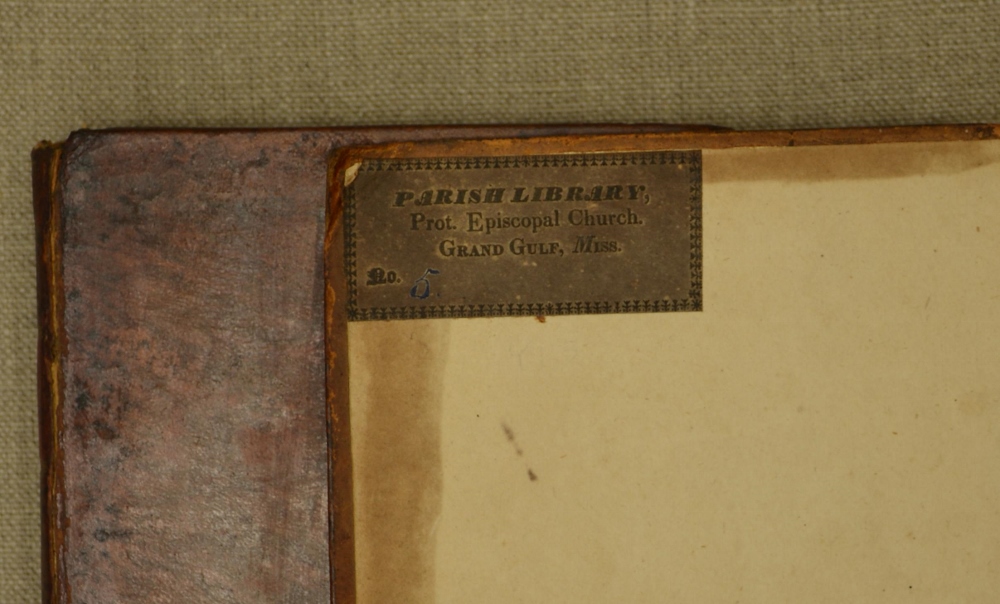 PARISH LIBRARY,
Prot. Episcopal Church.
GRAND GULF, MISS.
No. 5